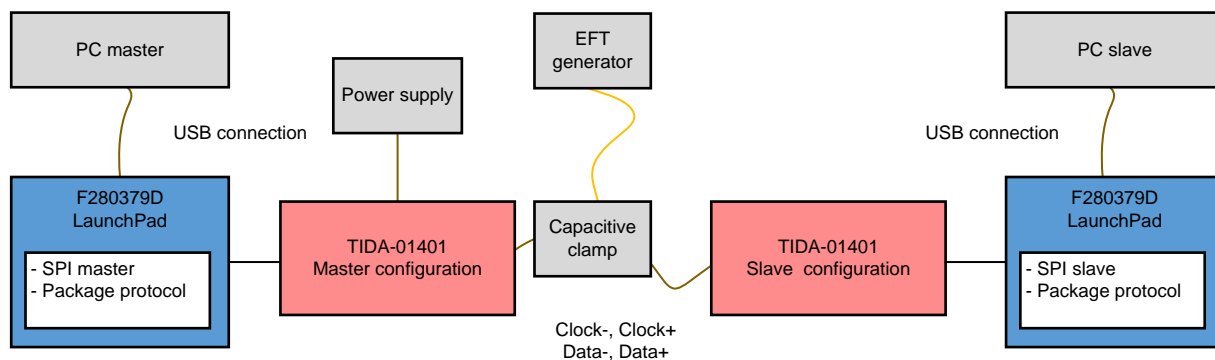 PC master
EFT
generator
PC slave
Power supply
USB connection
USB connection
F280379D
LaunchPad
- SPI master
- Package protocol
TIDA-01401
Master configuration
Capacitive
clamp
TIDA-01401
Slave  configuration
F280379D
LaunchPad
- SPI slave
- Package protocol
Clock-, Clock+
Data-, Data+